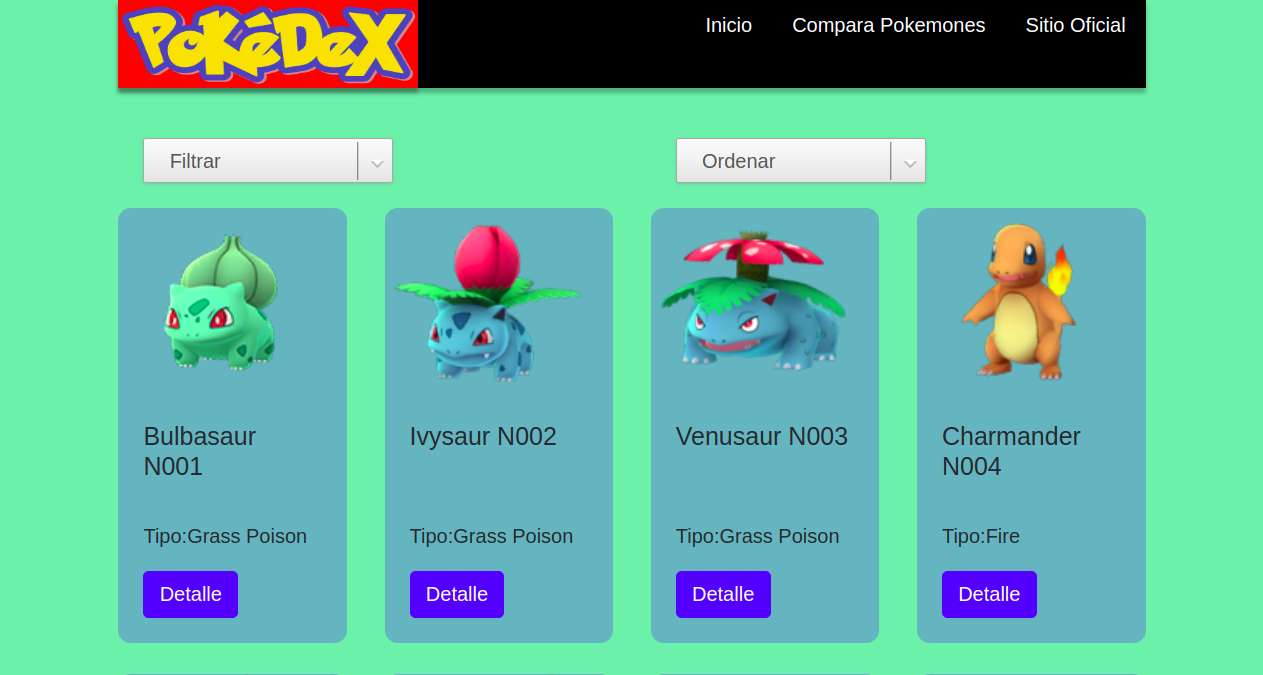 PoKéDeX
Inicio Compara Pokemones Sitio Oficial
Filtrar
Ordenar
Bulbasaur
N001
Tipo:Grass Poison
Detalle
Ivysaur N002
Tipo:Grass Poison
Detalle
Venusaur N003
Tipo:Grass Poison
Detalle
Charmander
N004
Tipo:Fire
Detalle